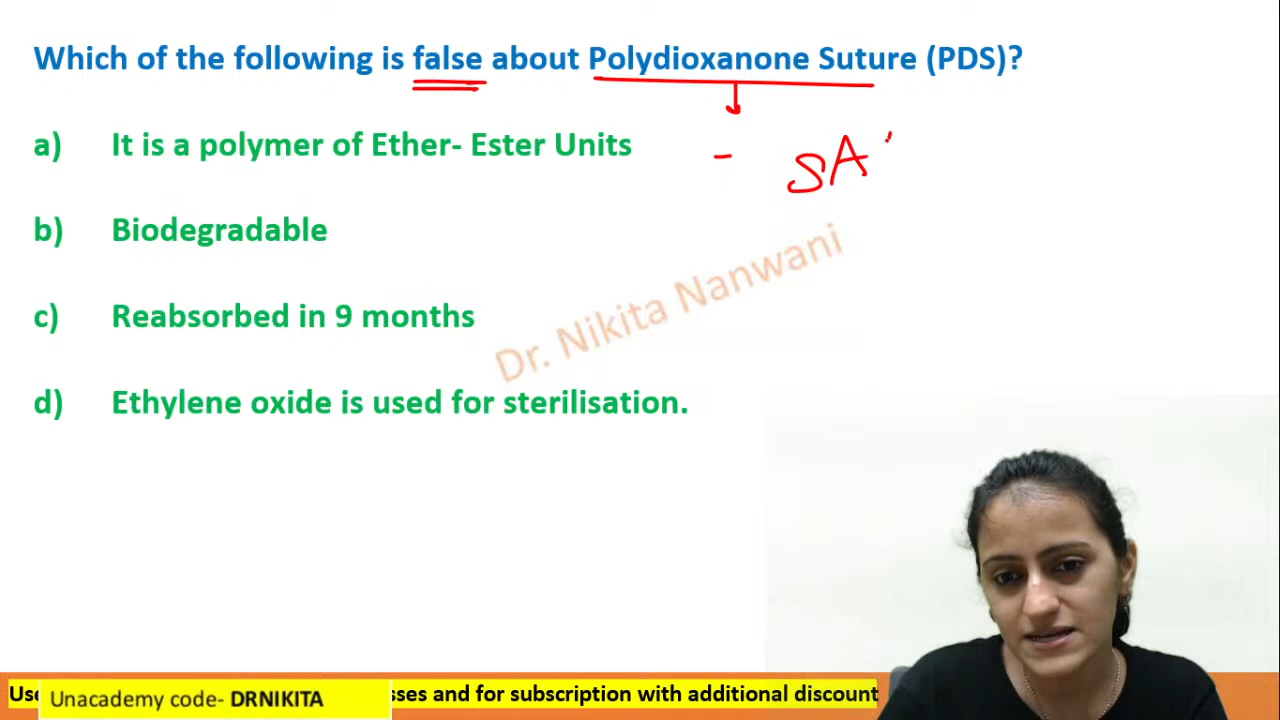 Which of the following is false about Polydioxanone Suture (PDS)?
a) It is a polymer of Ether- Ester Units
- SA'
b) Biodegradable
Dr. Nikita Nanwani
c) Reabsorbed in 9 months
d) Ethylene oxide is used for sterilisation.
Unacademy code- DRNIKITA
and for subscription with additional discount